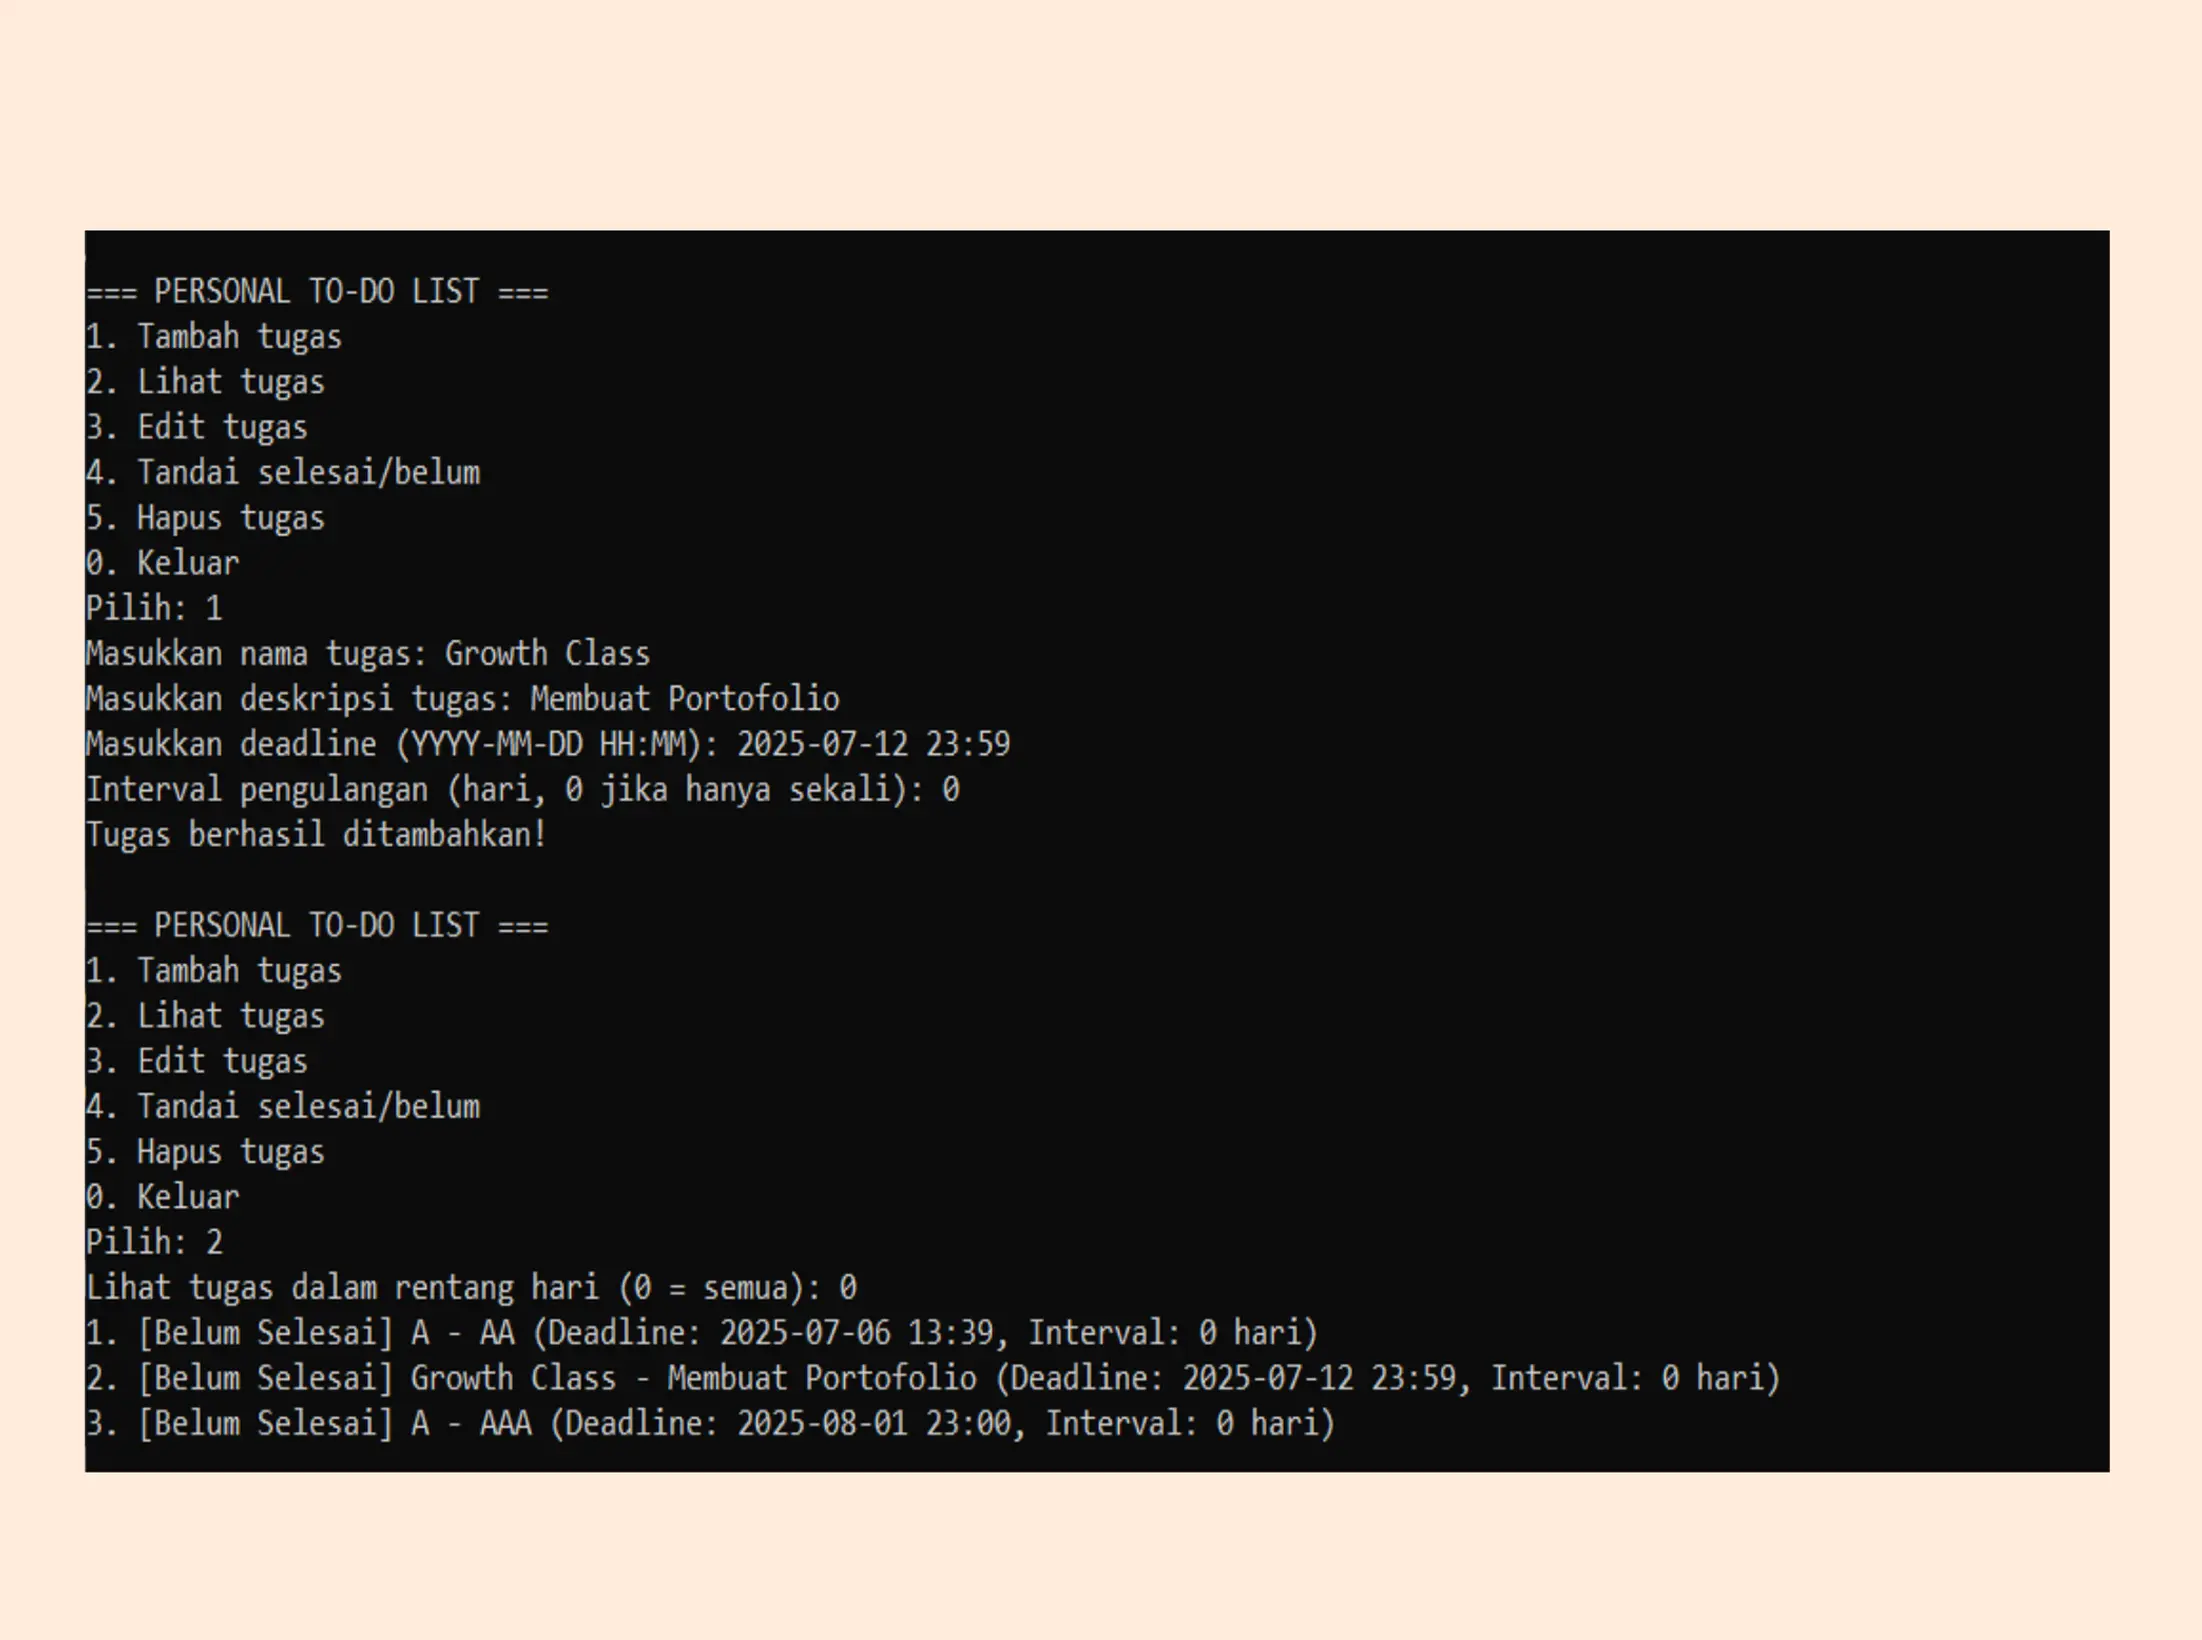 === PERSONAL TO-DO LIST ===
1. Tambah tugas
2. Lihat tugas
3. Edit tugas
4. Tandai selesai/belum
5. Hapus tugas
0. Keluar
Pilih: 1
Masukkan nama tugas: Growth Class
Masukkan deskripsi tugas: Membuat Portofolio
Masukkan deadline (YYYY-MM-DD HH:MM): 2025-07-12 23:59
Interval pengulangan (hari, 0 jika hanya sekali): 0
Tugas berhasil ditambahkan!

=== PERSONAL TO-DO LIST ===
1. Tambah tugas
2. Lihat tugas
3. Edit tugas
4. Tandai selesai/belum
5. Hapus tugas
0. Keluar
Pilih: 2
Lihat tugas dalam rentang hari (0 = semua): 0
1. [Belum Selesai] A - AA (Deadline: 2025-07-06 13:39, Interval: 0 hari)
2. [Belum Selesai] Growth Class - Membuat Portofolio (Deadline: 2025-07-12 23:59, Interval: 0 hari)
3. [Belum Selesai] A - AAA (Deadline: 2025-08-01 23:00, Interval: 0 hari)